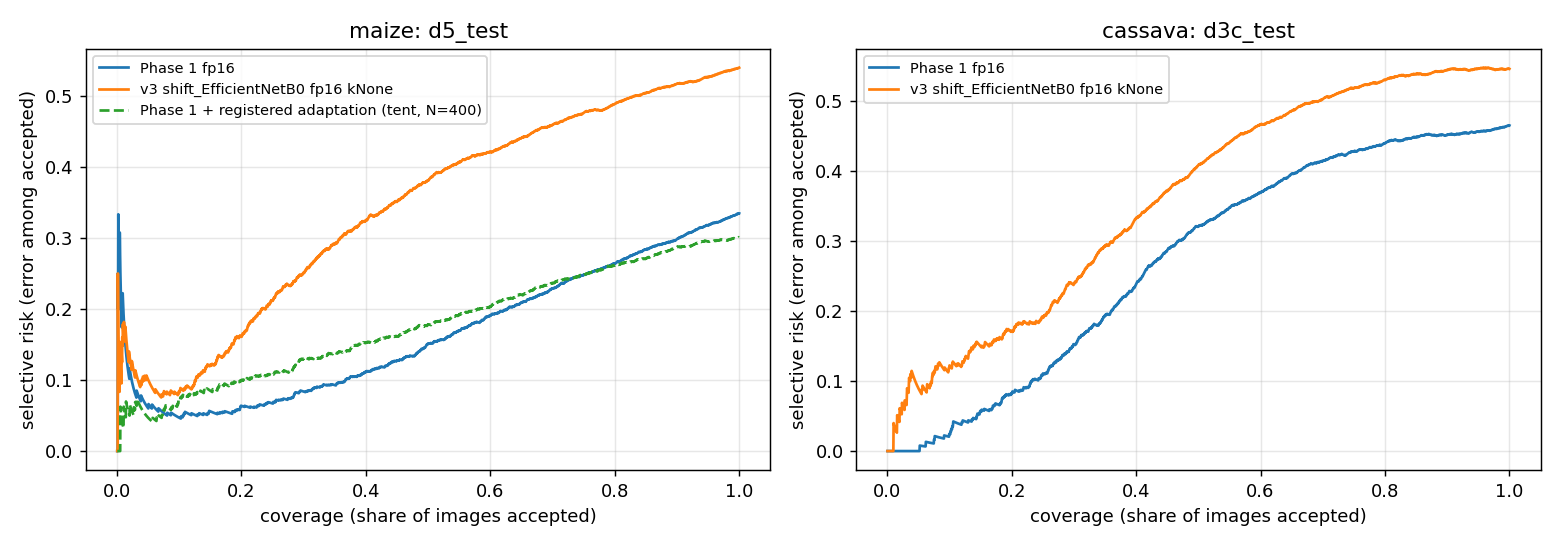 maize: d5_test
Phase 1 fp16
v3 shift_EfficientNetB0 fp16 kNone
Phase 1 + registered adaptation (tent, N=400)
selective risk (error among accepted)
0.5
0.4
0.3
0.2
0.1
0.0
0.0 0.2 0.4 0.6 0.8 1.0
coverage (share of images accepted)
cassava: d3c_test
Phase 1 fp16
v3 shift_EfficientNetB0 fp16 kNone
selective risk (error among accepted)
0.5
0.4
0.3
0.2
0.1
0.0
0.0 0.2 0.4 0.6 0.8 1.0
coverage (share of images accepted)